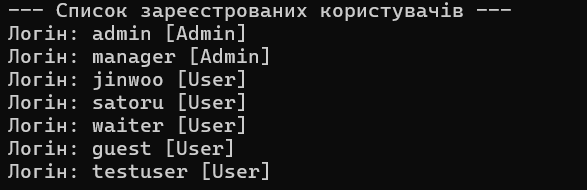 --- Список зареєстрованих користувачів ---
Логін: admin [Admin]
Логін: manager [Admin]
Логін: jinwoo [User]
Логін: satoru [User]
Логін: waiter [User]
Логін: guest [User]
Логін: testuser [User]